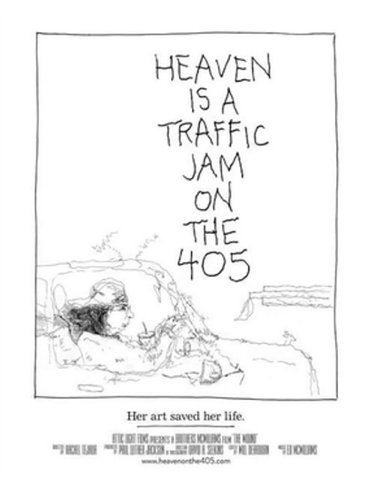 HEAVEN
IS A
TRAFFIC
JAM
ON
THE
405
Her art saved her life.
www.heavenonthe405.com